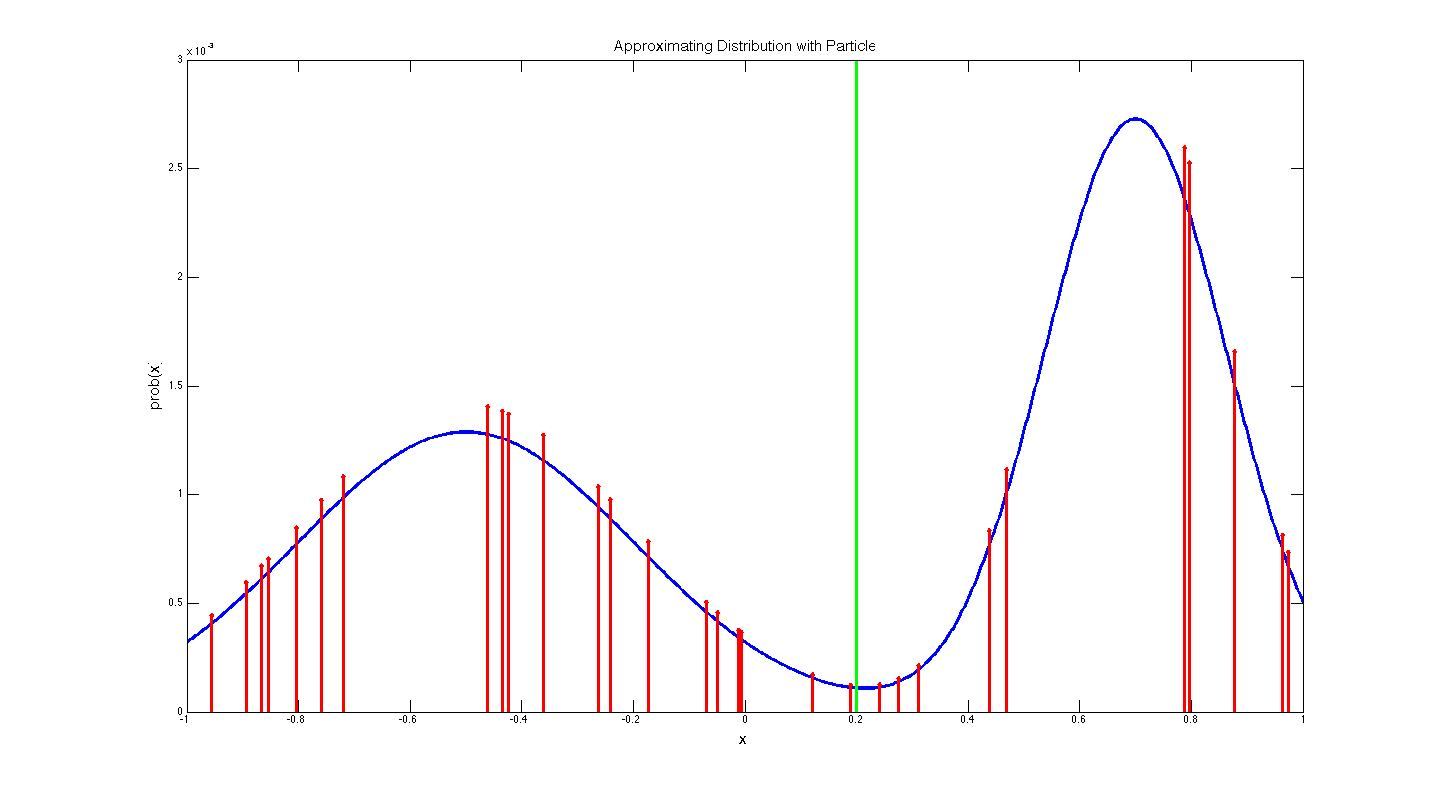 Approximating Distribution with Particle
x 10⁻³
3
2.5
2
1.5
1
0.5
0
prob(x)
-1 -0.8 -0.6 -0.4 -0.2 0 0.2 0.4 0.6 0.8 1
x